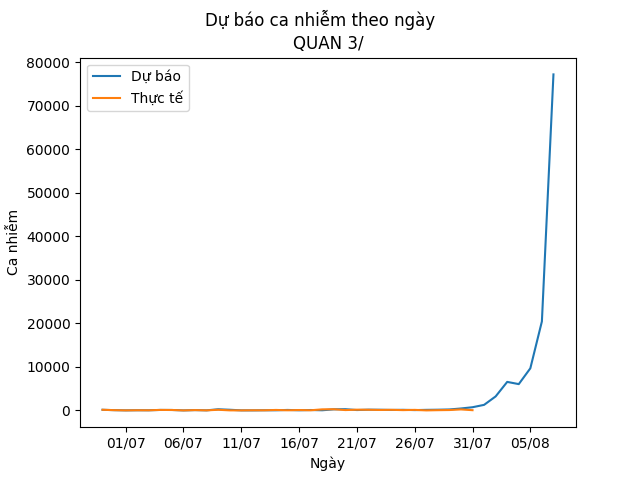 Dự báo ca nhiễm theo ngày
QUAN 3/
80000
70000
60000
50000
40000
30000
20000
10000
0
Ca nhiễm
Dự báo
Thực tế
01/07 06/07 11/07 16/07 21/07 26/07 31/07 05/08
Ngày